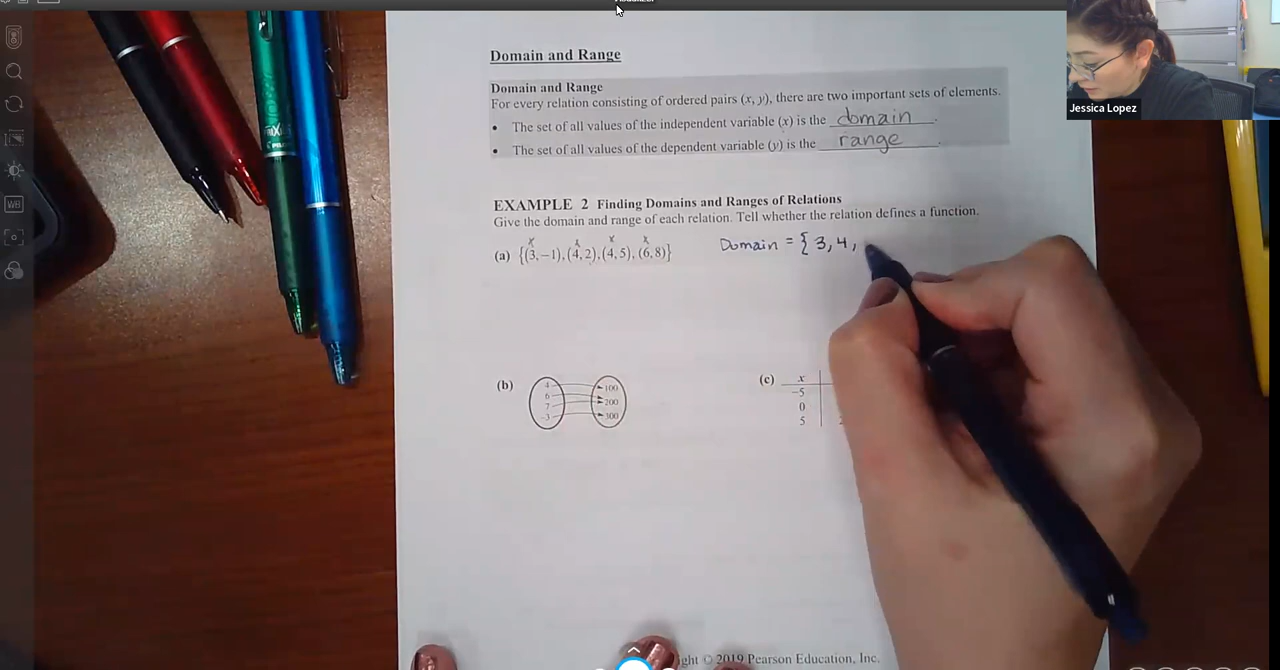 Domain and Range
Domain and Range
For every relation consisting of ordered pairs (x, y), there are two important sets of elements.
• The set of all values of the independent variable (x) is the domain.
• The set of all values of the dependent variable (y) is the range.
EXAMPLE 2 Finding Domains and Ranges of Relations
Give the domain and range of each relation. Tell whether the relation defines a function.
x x x x
(a) {(3,−1),(4,2),(4,5),(6,8)} Domain = { 3, 4,
(b)
4 100
6 200
7 300
-3
(c) x
−5
0
5 2
ght © 2019 Pearson Education, Inc.
Jessica Lopez
WB